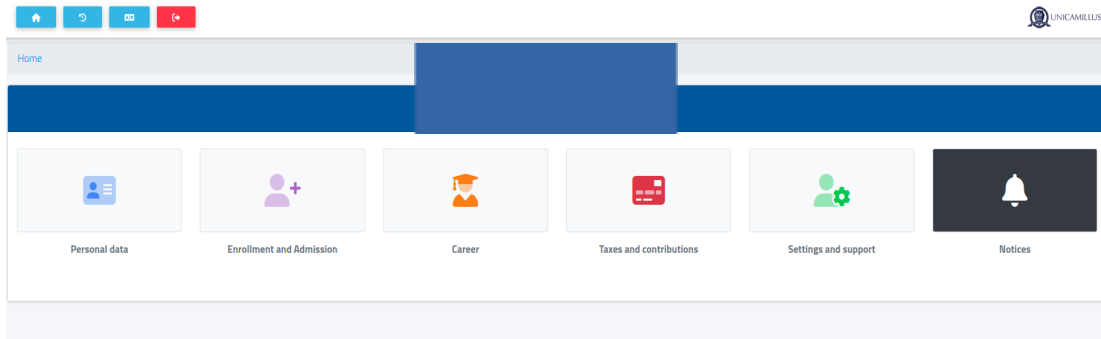 UNICAMILLUS
Home
Personal data
Enrollment and Admission
Career
Taxes and contributions
Settings and support
Notices